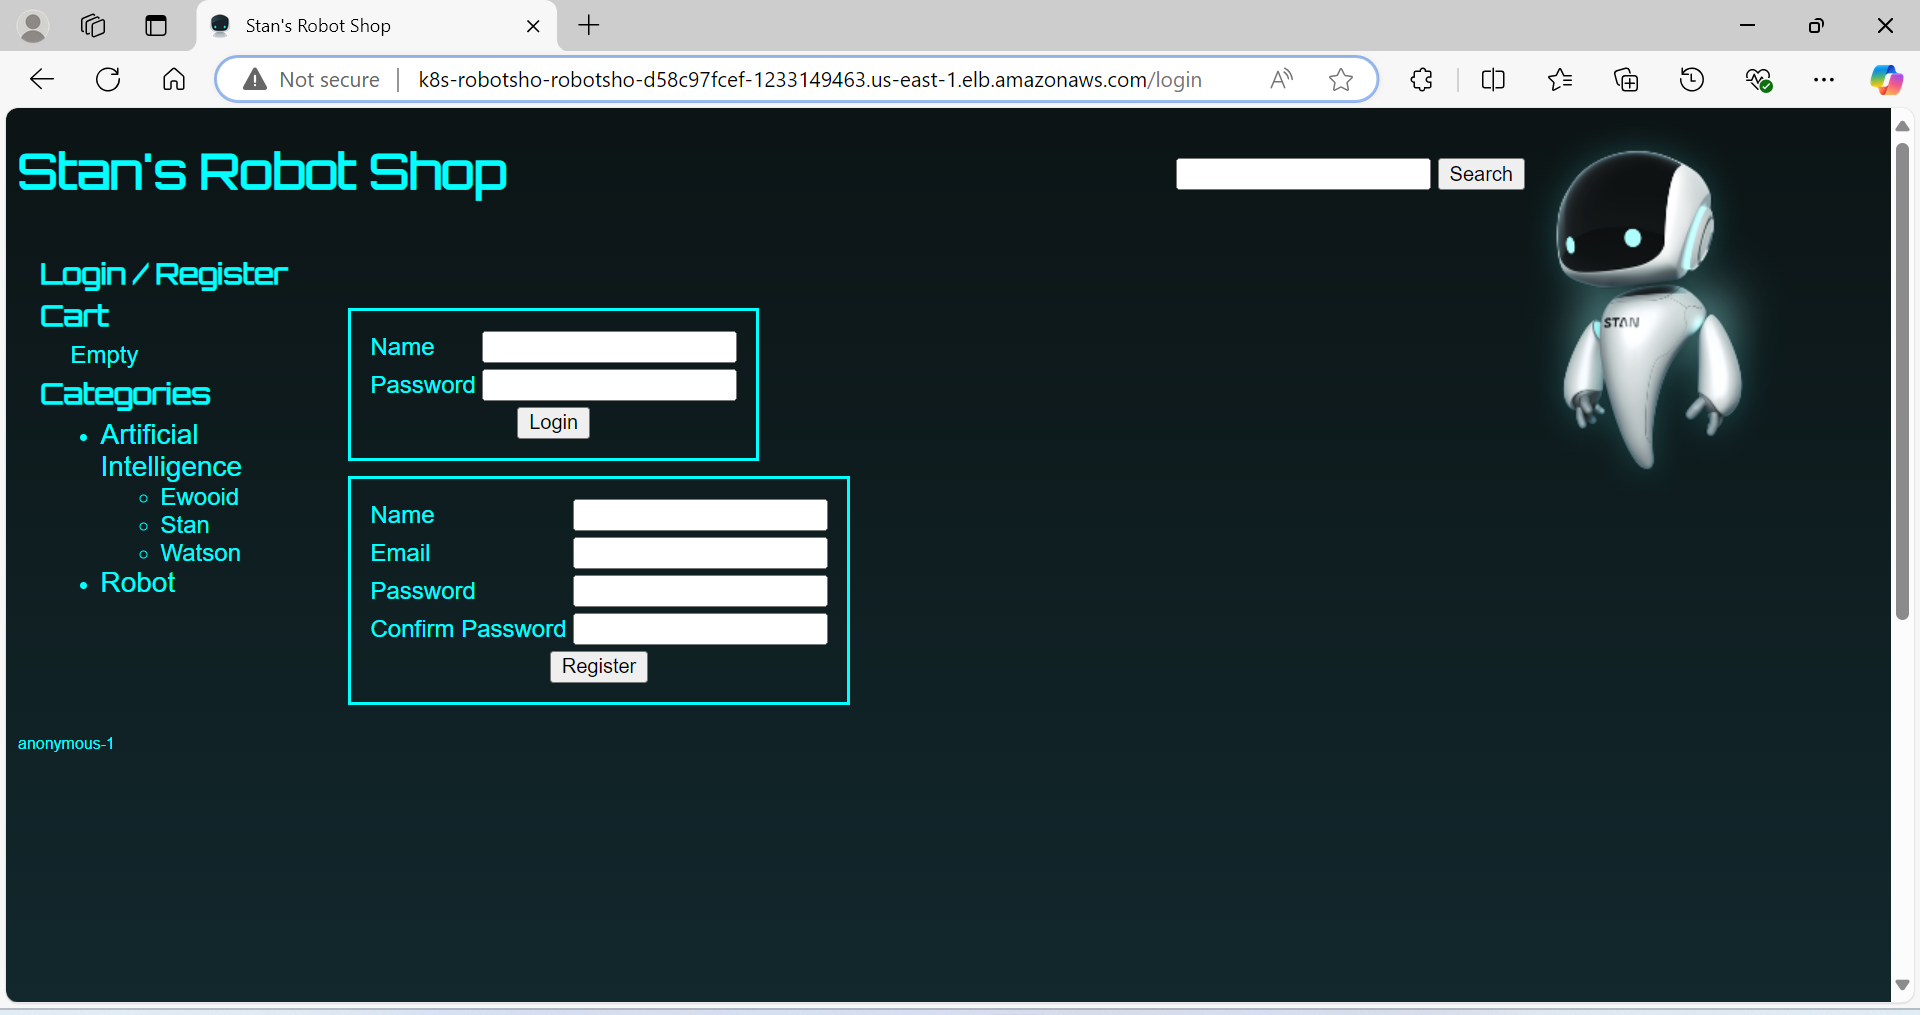 Stan's Robot Shop
Not secure k8s-robotsho-robotsho-d58c97fcef-1233149463.us-east-1.elb.amazonaws.com/login
Stan's Robot Shop
Search
STAN
Login / Register
Cart
Empty
Categories
Artificial
Intelligence
Ewooid
Stan
Watson
Robot
Name
Password
Login
Name
Email
Password
Confirm Password
Register
anonymous-1